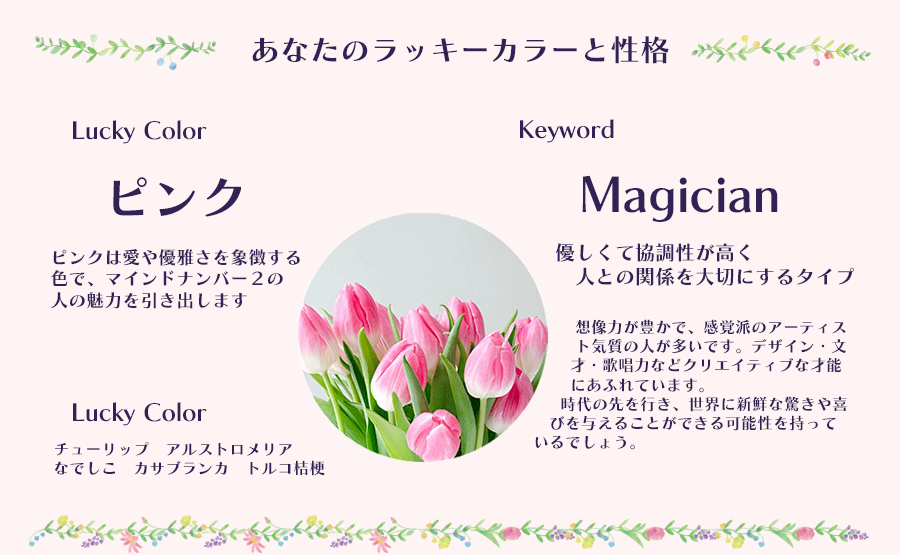 あなたのラッキーカラーと性格
Lucky Color
ピンク
ピンクは愛や優雅さを象徴する
色で、マインドナンバー２の
人の魅力を引き出します
Lucky Color
チューリップ　アルストロメリア
なでしこ　カサブランカ　トルコ桔梗
Keyword
Magician
優しくて協調性が高く
人との関係を大切にするタイプ
想像力が豊かで、感覚派のアーティス
ト気質の人が多いです。デザイン・文
才・歌唱力などクリエイティブな才能
にあふれています。
時代の先を行き、世界に新鮮な驚きや喜
びを与えることができる可能性を持って
いるでしょう。